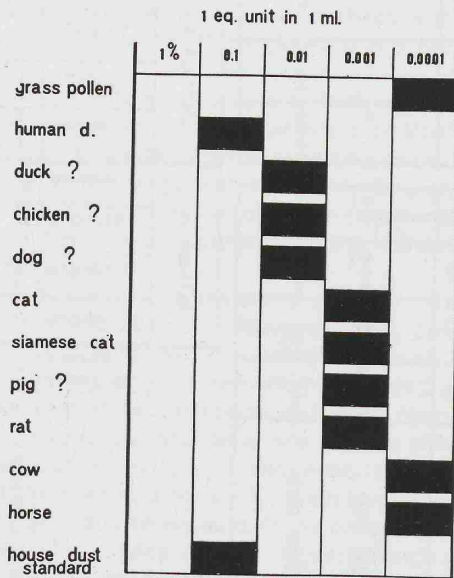 1 eq. unit in 1 ml.
1% 0.1 0.01 0.001 0.0001
grass pollen
human d.
duck ?
chicken ?
dog ?
cat
siamese cat
pig ?
rat
cow
horse
house dust
standard